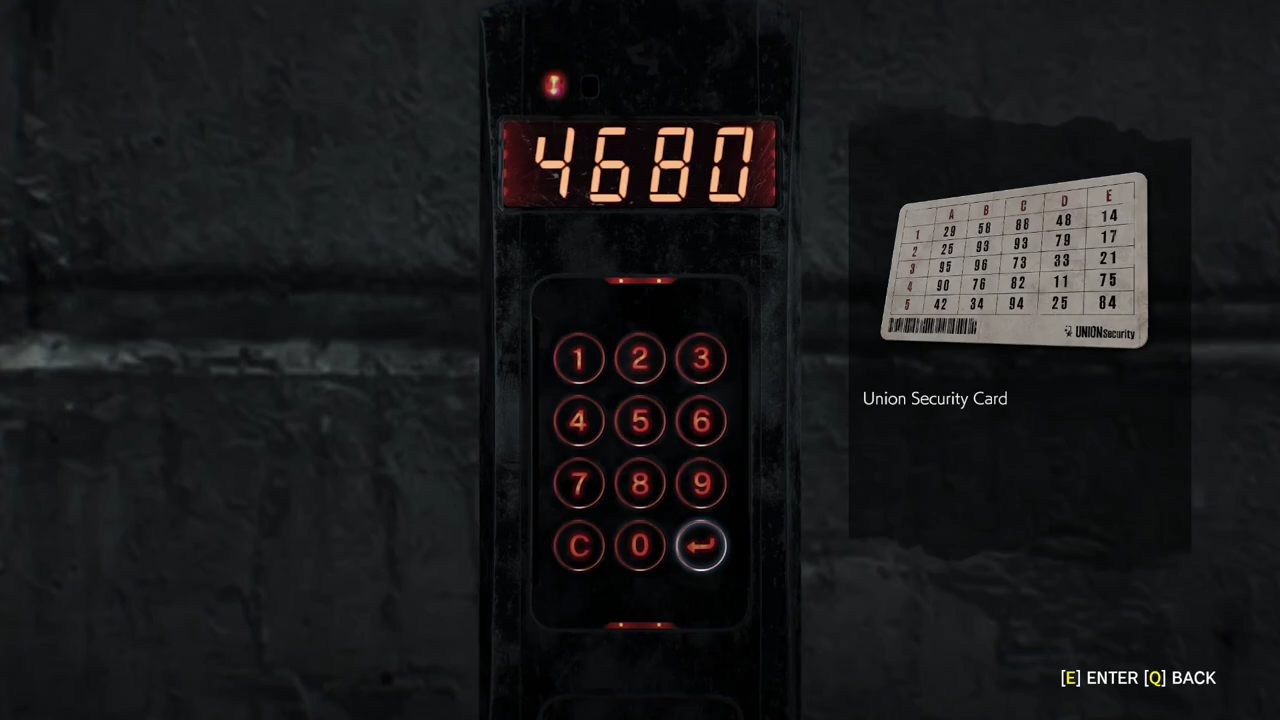 4680
1 2 3
4 5 6
7 8 9
C 0
A B C D E
1 29 58 88 48 14
2 25 93 93 79 17
3 95 96 73 33 21
4 90 76 82 11 75
5 42 34 94 25 84
UNIONSecurity
Union Security Card
[E] ENTER [Q] BACK